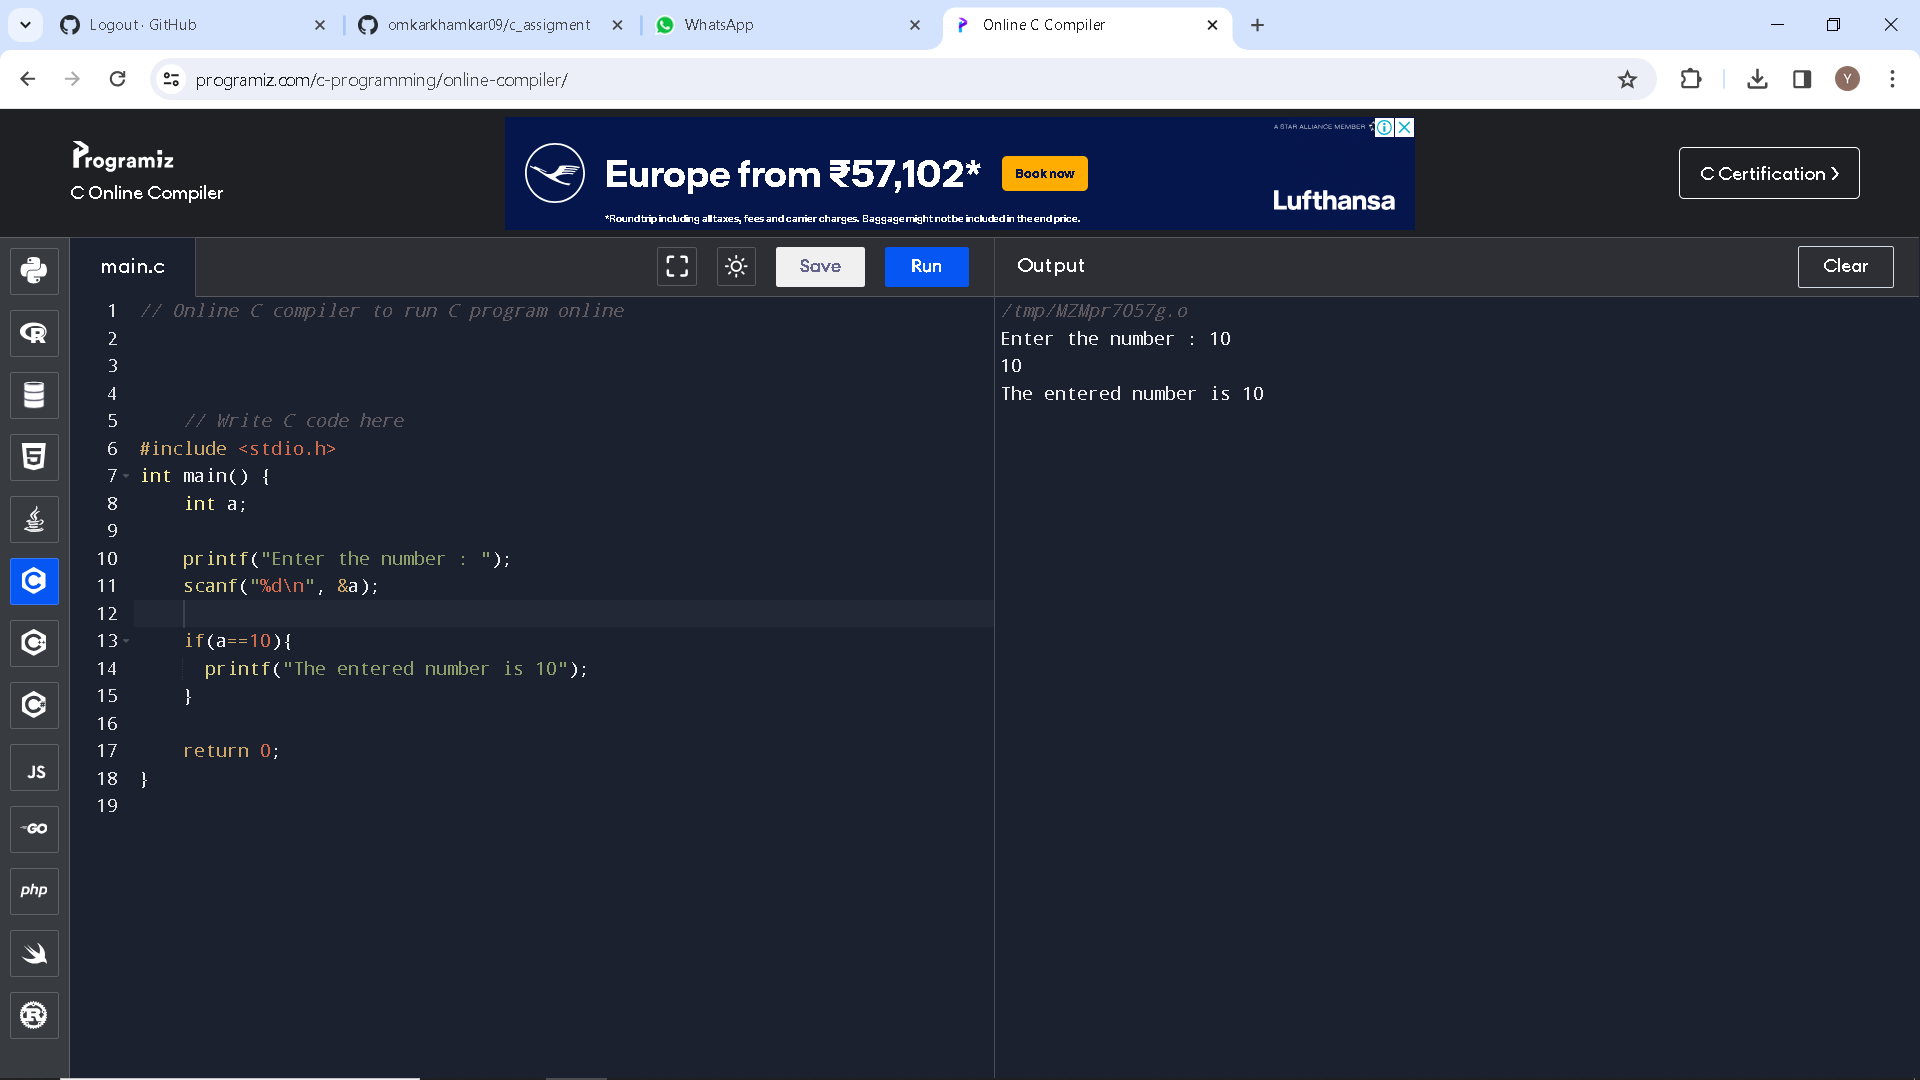 Logout · GitHub
omkarkhamkar09/c_assigment
WhatsApp
Online C Compiler
programiz.com/c-programming/online-compiler/
Y
Programiz
C Online Compiler
A STAR ALLIANCE MEMBER
Europe from ₹57,102*
Book now
*Roundtrip including all taxes, fees and carrier charges. Baggage might not be included in the end price.
Lufthansa
C Certification
main.c
Save
Run
Output
Clear
1 // Online C compiler to run C program online
2
3
4
5 // Write C code here
6 #include <stdio.h>
7 int main() {
8 int a;
9
10 printf("Enter the number : ");
11 scanf("%d\n", &a);
12
13 if(a==10){
14 printf("The entered number is 10");
15 }
16
17 return 0;
18 }
19
/tmp/MZMpr7O57g.o
Enter the number : 10
10
The entered number is 10
R
5
C
C
C
JS
GO
php
R